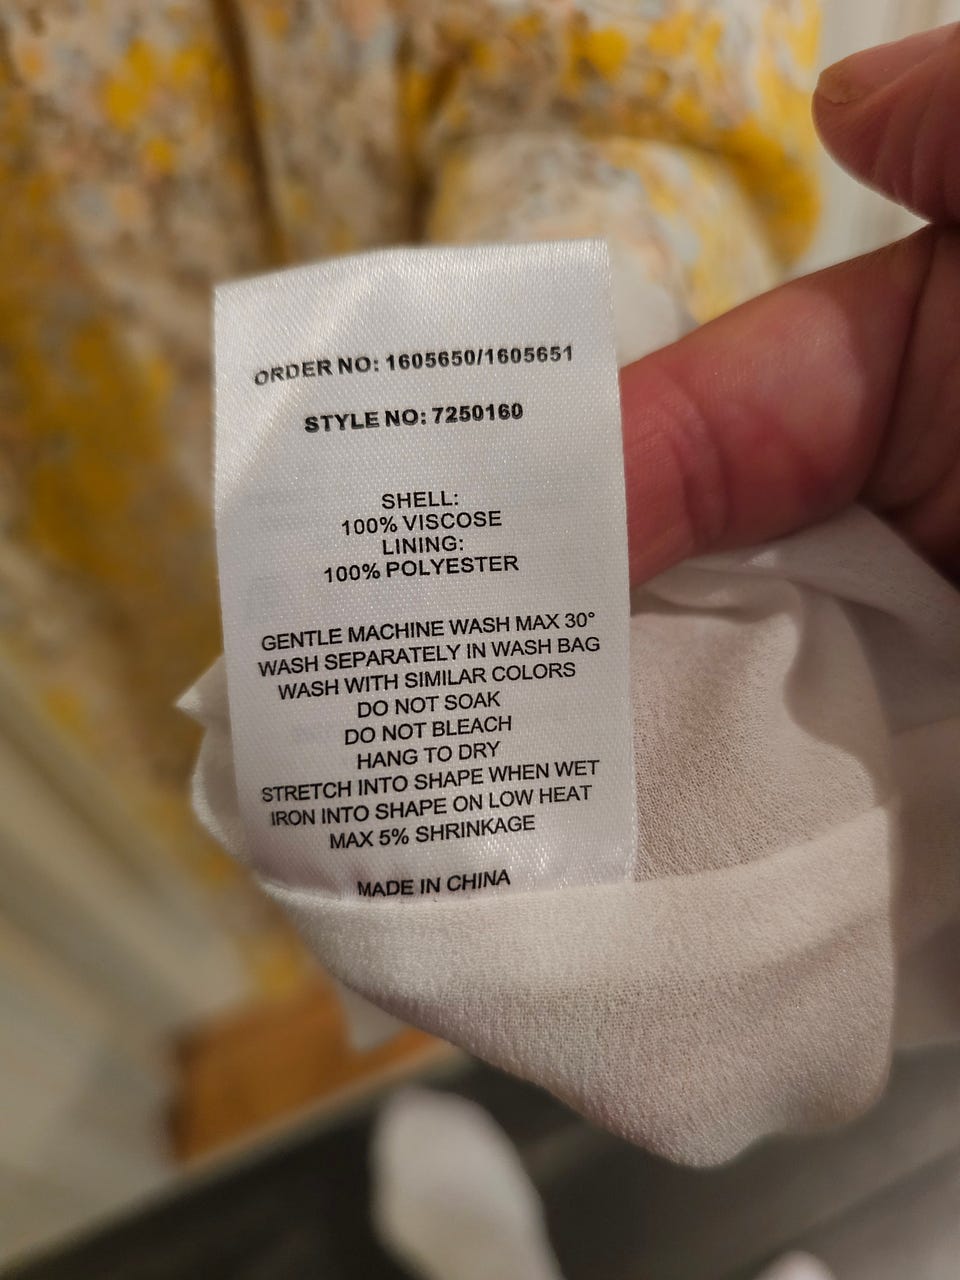 ORDER NO: 1605650/1605651
STYLE NO: 7250160
SHELL:
100% VISCOSE
LINING:
100% POLYESTER
GENTLE MACHINE WASH MAX 30°
WASH SEPARATELY IN WASH BAG
WASH WITH SIMILAR COLORS
DO NOT SOAK
DO NOT BLEACH
HANG TO DRY
STRETCH INTO SHAPE WHEN WET
IRON INTO SHAPE ON LOW HEAT
MAX 5% SHRINKAGE
MADE IN CHINA